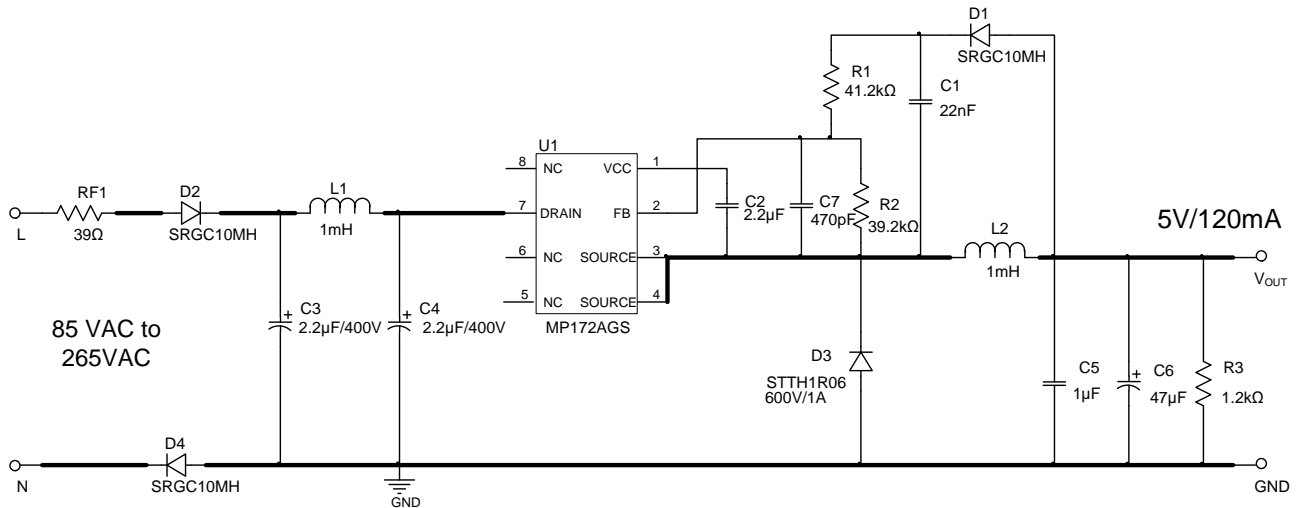 D1
SRGC10MH
R1
41.2kΩ
C1
22nF
U1
8 NC VCC 1
7 DRAIN FB 2
6 NC SOURCE 3
5 NC SOURCE 4
MP172AGS
C2
2.2µF
C7
470pF
R2
39.2kΩ
L
RF1
39Ω
D2
SRGC10MH
L1
1mH
L2
1mH
5V/120mA
VOUT
85 VAC to
265VAC
C3
+
2.2µF/400V
C4
+
2.2µF/400V
D3
STTH1R06
600V/1A
C5
1µF
C6
+
47µF
R3
1.2kΩ
N
D4
SRGC10MH
GND
GND